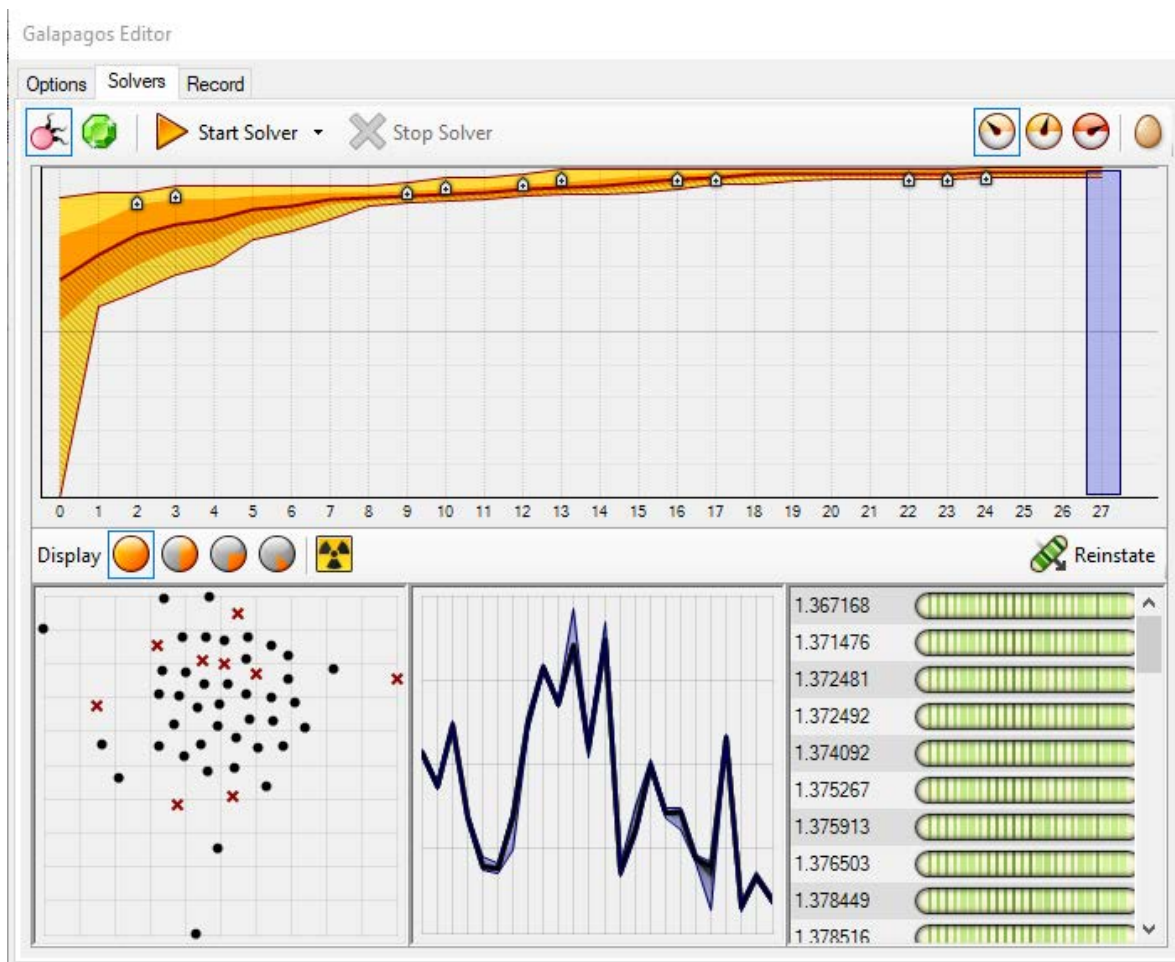 Galapagos Editor
Options Solvers Record
Start Solver Stop Solver
0 1 2 3 4 5 6 7 8 9 10 11 12 13 14 15 16 17 18 19 20 21 22 23 24 25 26 27
Display Reinstate
1.367168
1.371476
1.372481
1.372492
1.374092
1.375267
1.375913
1.376503
1.378449
1.378516